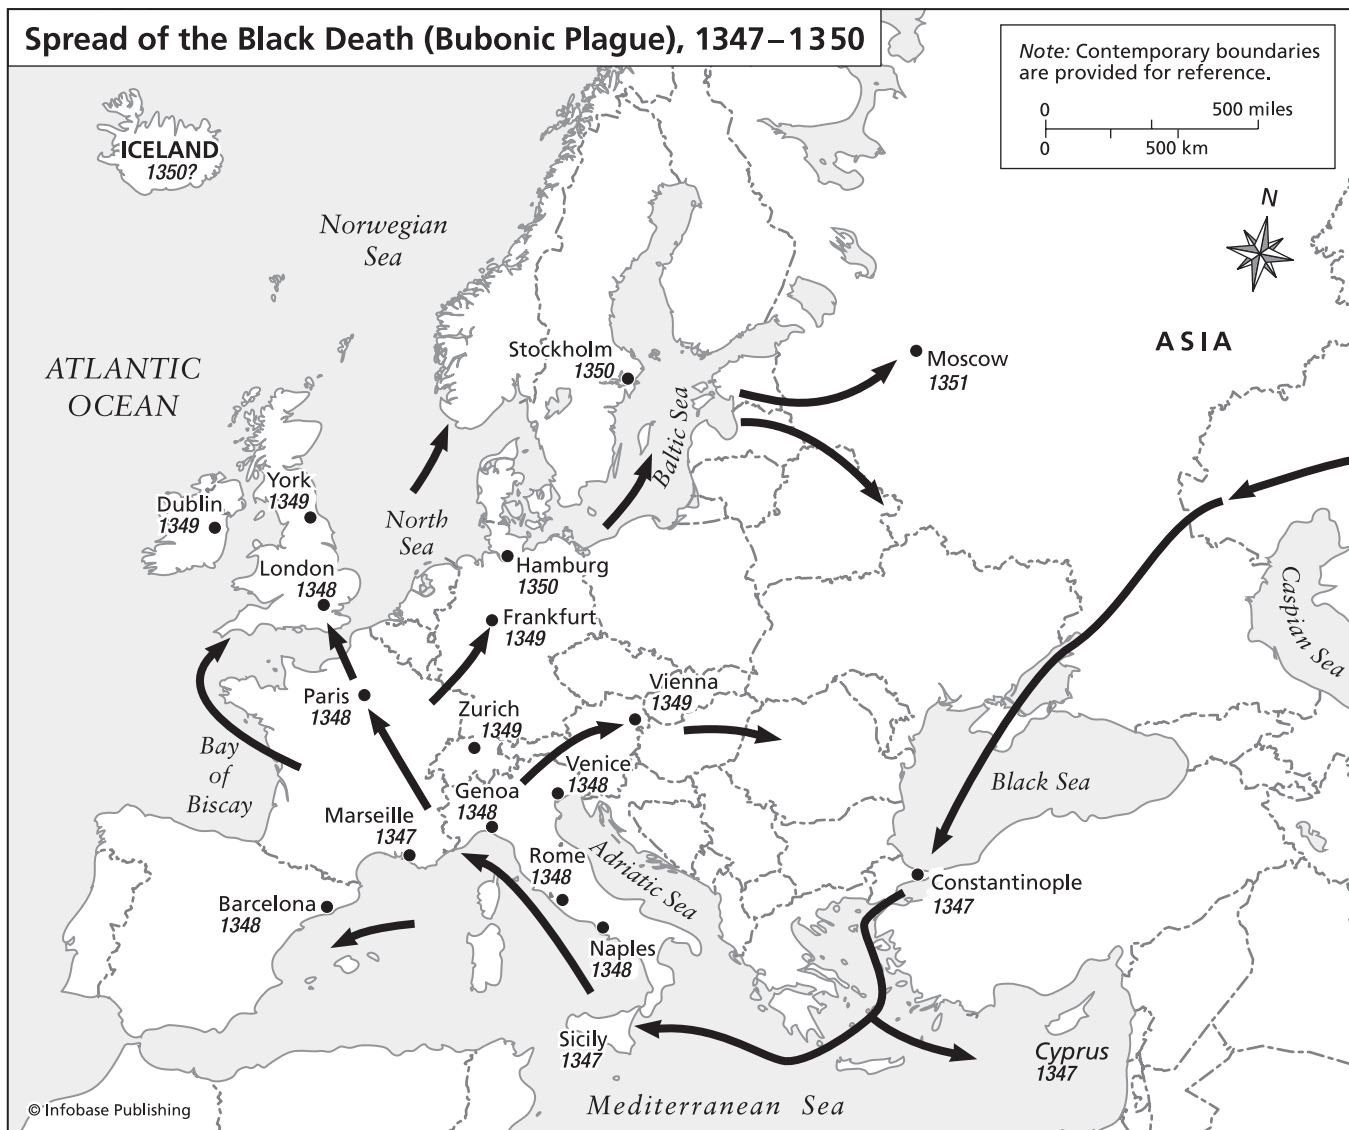 Spread of the Black Death (Bubonic Plague), 1347–1350
Note: Contemporary boundaries
are provided for reference.
0 500 miles
0 500 km
N
ICELAND
1350?
Norwegian
Sea
ATLANTIC
OCEAN
ASIA
Stockholm
1350
Moscow
1351
Baltic Sea
York
1349
Dublin
1349
North
Sea
London
1348
Hamburg
1350
Frankfurt
1349
Caspian Sea
Paris
1348
Vienna
1349
Zurich
1349
Bay
of
Biscay
Venice
1348
Genoa
1348
Black Sea
Marseille
1347
Rome
1348
Adriatic Sea
Constantinople
1347
Barcelona
1348
Naples
1348
Sicily
1347
Cyprus
1347
Mediterranean Sea
© Infobase Publishing